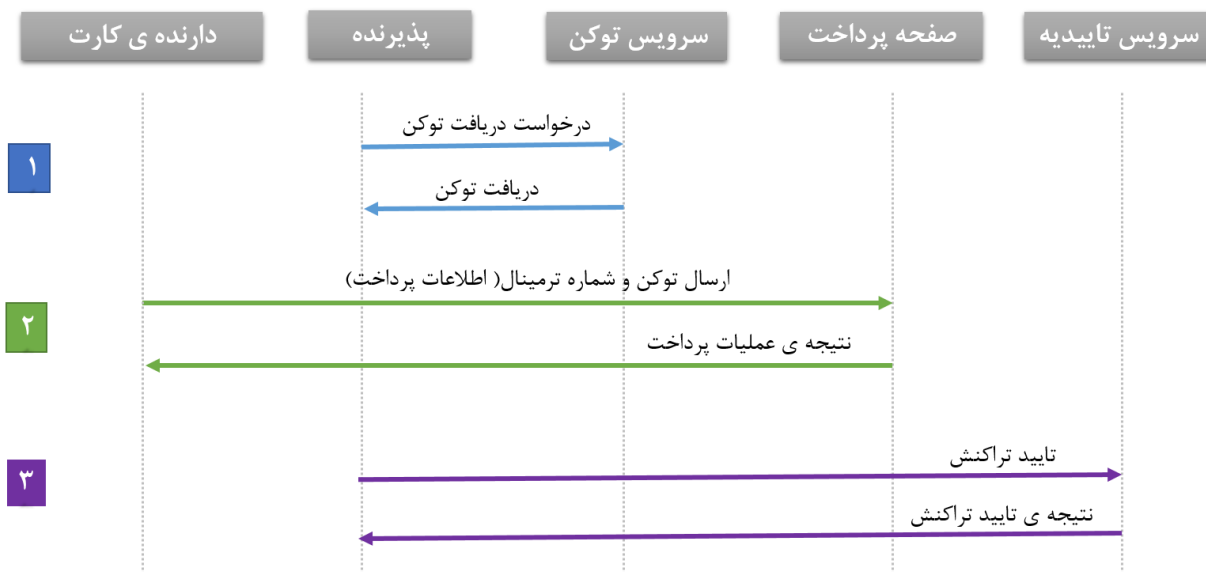 سرویس تاییدیه
صفحه پرداخت
سرویس توکن
پذیرنده
دارنده ی کارت
۱
درخواست دریافت توکن
دریافت توکن
۲
ارسال توکن و شماره ترمینال( اطلاعات پرداخت)
نتیجه ی عملیات پرداخت
۳
تایید تراکنش
نتیجه ی تایید تراکنش